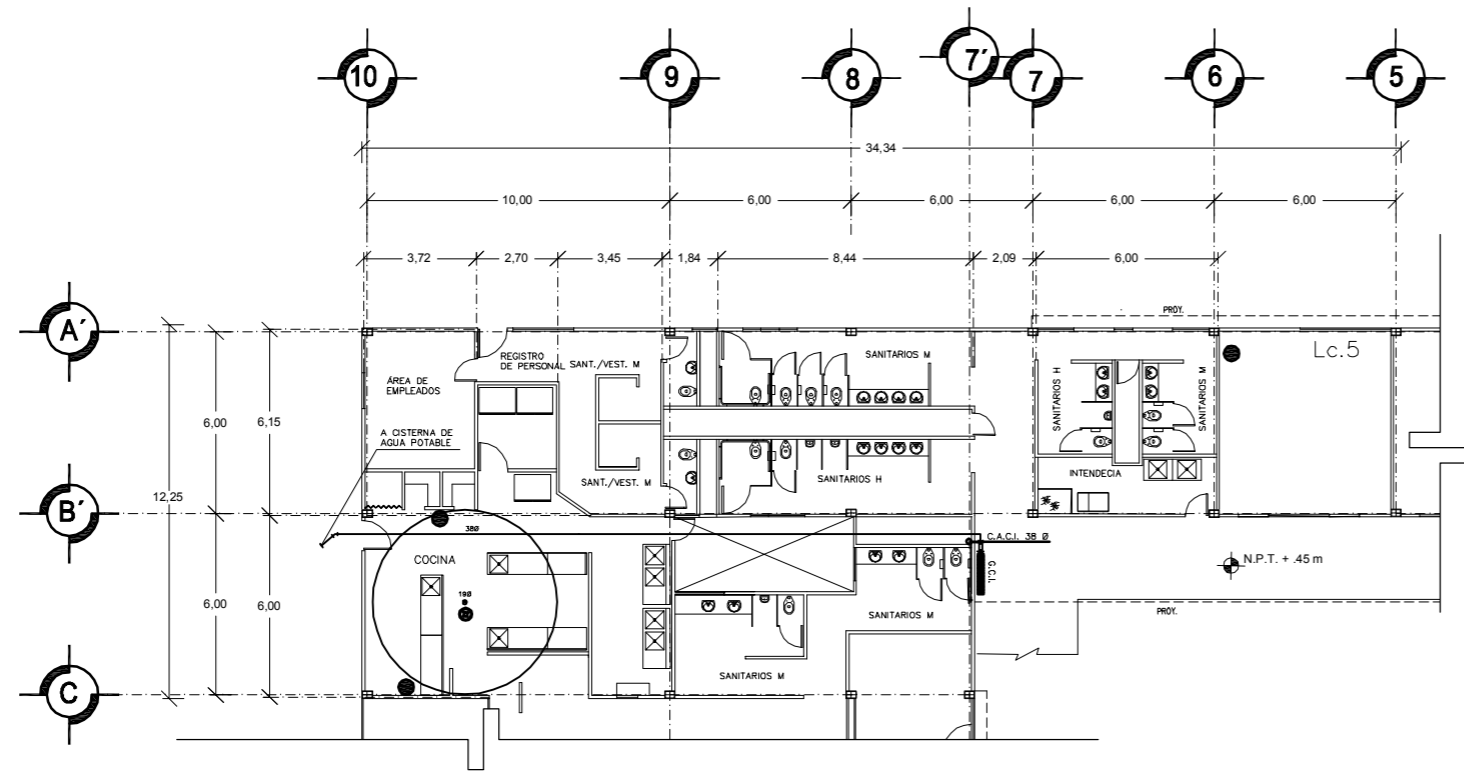 10
9
8
7´
7
6
5
34,34
10,00
6,00
6,00
6,00
6,00
3,72
2,70
3,45
1,84
8,44
2,09
6,00
A´
B´
C
12,25
6,00
6,15
6,00
6,00
PROY.
Lc.5
ÁREA DE
EMPLEADOS
REGISTRO
DE PERSONAL
SANT./VEST. M
SANITARIOS M
SANITARIOS H
SANITARIOS M
A CISTERNA DE
AGUA POTABLE
SANT./VEST. M
SANITARIOS H
INTENDECIA
38Ø
C.A.C.I. 38 Ø
G.C.I.
COCINA
19Ø
N.P.T. + .45 m
PROY.
SANITARIOS M
SANITARIOS M